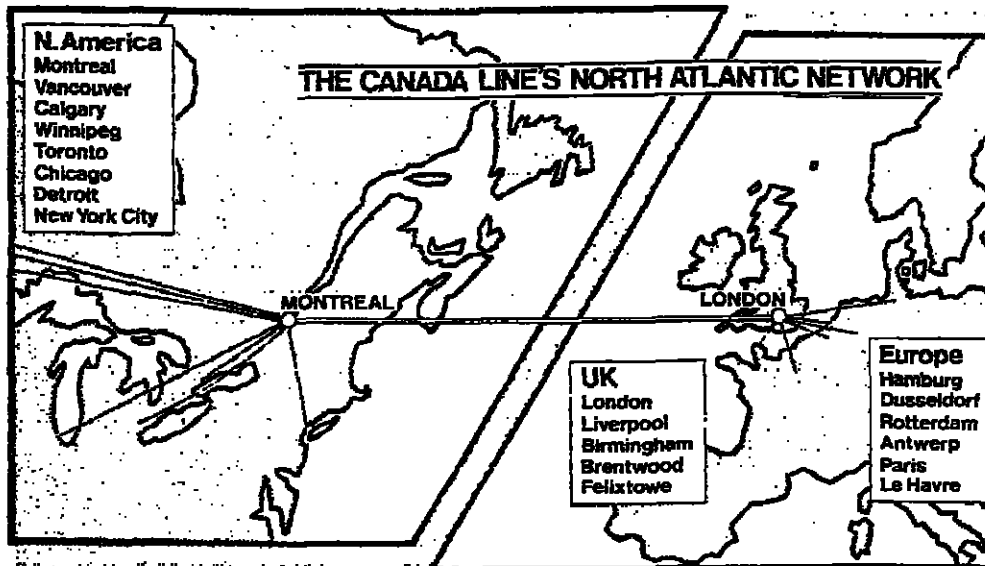 N. America
Montreal
Vancouver
Calgary
Winnipeg
Toronto
Chicago
Detroit
New York City
THE CANADA LINE'S NORTH ATLANTIC NETWORK
MONTREAL
LONDON
UK
London
Liverpool
Birmingham
Brentwood
Felixtowe
Europe
Hamburg
Dusseldorf
Rotterdam
Antwerp
Paris
Le Havre